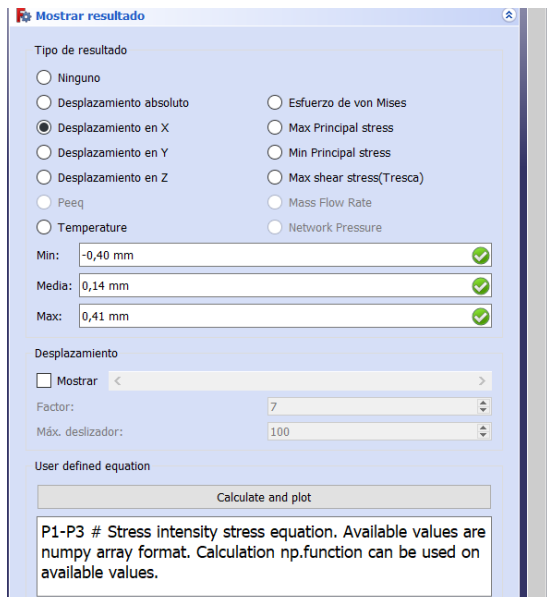 Mostrar resultado
Tipo de resultado
Ninguno
Desplazamiento absoluto
Esfuerzo de von Mises
Desplazamiento en X
Max Principal stress
Desplazamiento en Y
Min Principal stress
Desplazamiento en Z
Max shear stress(Tresca)
Peeq
Mass Flow Rate
Temperature
Network Pressure
Min: -0,40 mm
Media: 0,14 mm
Max: 0,41 mm
Desplazamiento
Mostrar
Factor: 7
Máx. deslizador: 100
User defined equation
Calculate and plot
P1-P3 # Stress intensity stress equation. Available values are
numpy array format. Calculation np.function can be used on
available values.